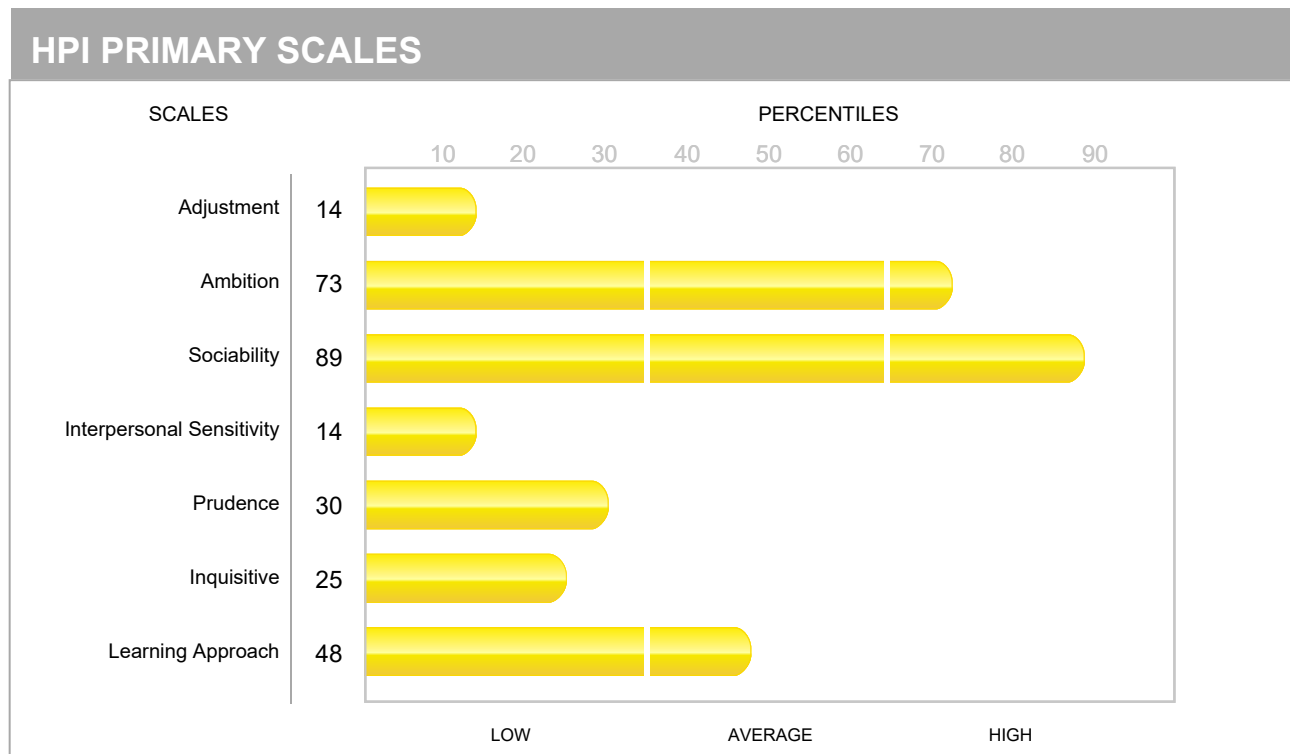 HPI PRIMARY SCALES
SCALES PERCENTILES
10 20 30 40 50 60 70 80 90
Adjustment 14
Ambition 73
Sociability 89
Interpersonal Sensitivity 14
Prudence 30
Inquisitive 25
Learning Approach 48
LOW AVERAGE HIGH